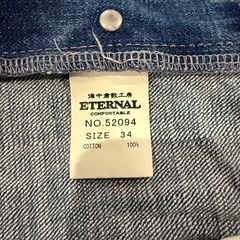 備中倉敷工房
ETERNAL
COMFORTABLE
NO.52094
SIZE 34
COTTON 100%